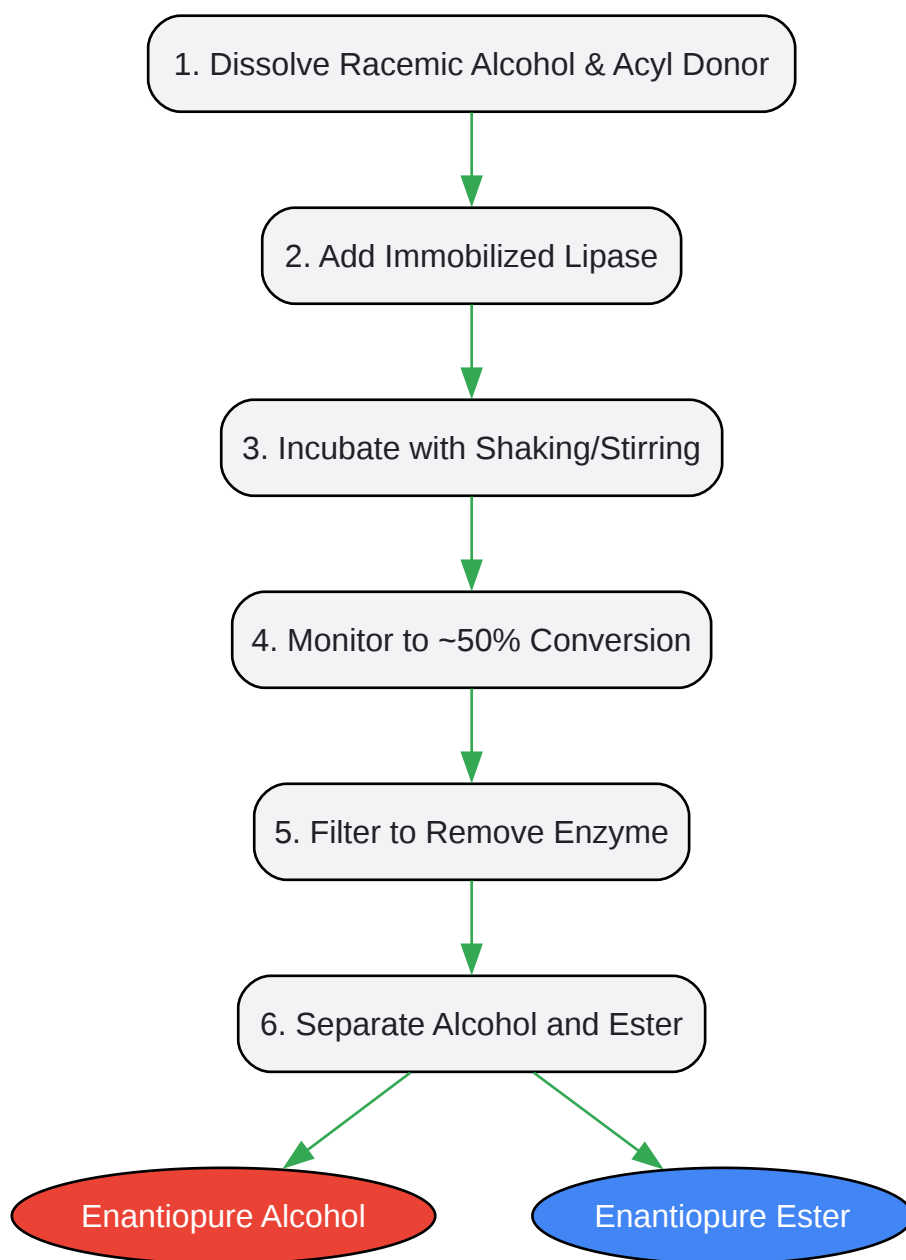 1. Dissolve Racemic Alcohol & Acyl Donor
2. Add Immobilized Lipase
3. Incubate with Shaking/Stirring
4. Monitor to ~50% Conversion
5. Filter to Remove Enzyme
6. Separate Alcohol and Ester
Enantiopure Alcohol
Enantiopure Ester